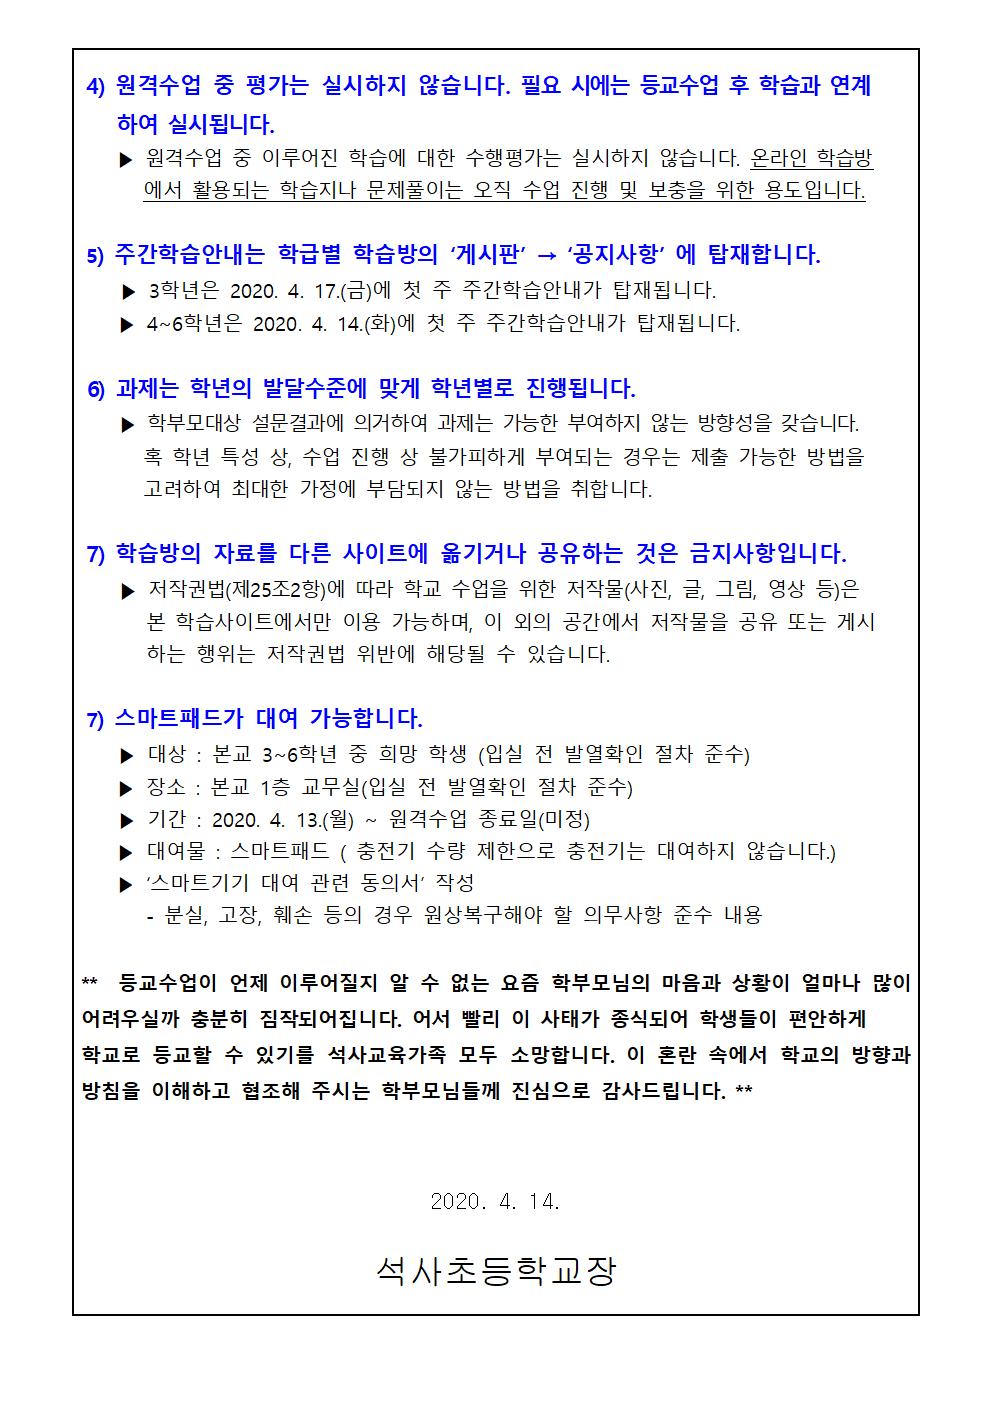 4) 원격수업 중 평가는 실시하지 않습니다. 필요 시에는 등교수업 후 학습과 연계
하여 실시됩니다.
▶ 원격수업 중 이루어진 학습에 대한 수행평가는 실시하지 않습니다. 온라인 학습방
에서 활용되는 학습지나 문제풀이는 오직 수업 진행 및 보충을 위한 용도입니다.
5) 주간학습안내는 학급별 학습방의 ‘게시판’ → ‘공지사항’ 에 탑재합니다.
▶ 3학년은 2020. 4. 17.(금)에 첫 주 주간학습안내가 탑재됩니다.
▶ 4~6학년은 2020. 4. 14.(화)에 첫 주 주간학습안내가 탑재됩니다.
6) 과제는 학년의 발달수준에 맞게 학년별로 진행됩니다.
▶ 학부모대상 설문결과에 의거하여 과제는 가능한 부여하지 않는 방향성을 갖습니다.
혹 학년 특성 상, 수업 진행 상 불가피하게 부여되는 경우는 제출 가능한 방법을
고려하여 최대한 가정에 부담되지 않는 방법을 취합니다.
7) 학습방의 자료를 다른 사이트에 옮기거나 공유하는 것은 금지사항입니다.
▶ 저작권법(제25조2항)에 따라 학교 수업을 위한 저작물(사진, 글, 그림, 영상 등)은
본 학습사이트에서만 이용 가능하며, 이 외의 공간에서 저작물을 공유 또는 게시
하는 행위는 저작권법 위반에 해당될 수 있습니다.
7) 스마트패드가 대여 가능합니다.
▶ 대상 : 본교 3~6학년 중 희망 학생 (입실 전 발열확인 절차 준수)
▶ 장소 : 본교 1층 교무실(입실 전 발열확인 절차 준수)
▶ 기간 : 2020. 4. 13.(월) ~ 원격수업 종료일(미정)
▶ 대여물 : 스마트패드 ( 충전기 수량 제한으로 충전기는 대여하지 않습니다.)
▶ ‘스마트기기 대여 관련 동의서’ 작성
- 분실, 고장, 훼손 등의 경우 원상복구해야 할 의무사항 준수 내용
** 등교수업이 언제 이루어질지 알 수 없는 요즘 학부모님의 마음과 상황이 얼마나 많이
어려우실까 충분히 짐작되어집니다. 어서 빨리 이 사태가 종식되어 학생들이 편안하게
학교로 등교할 수 있기를 석사교육가족 모두 소망합니다. 이 혼란 속에서 학교의 방향과
방침을 이해하고 협조해 주시는 학부모님들께 진심으로 감사드립니다. **
2020. 4. 14.
석사초등학교장